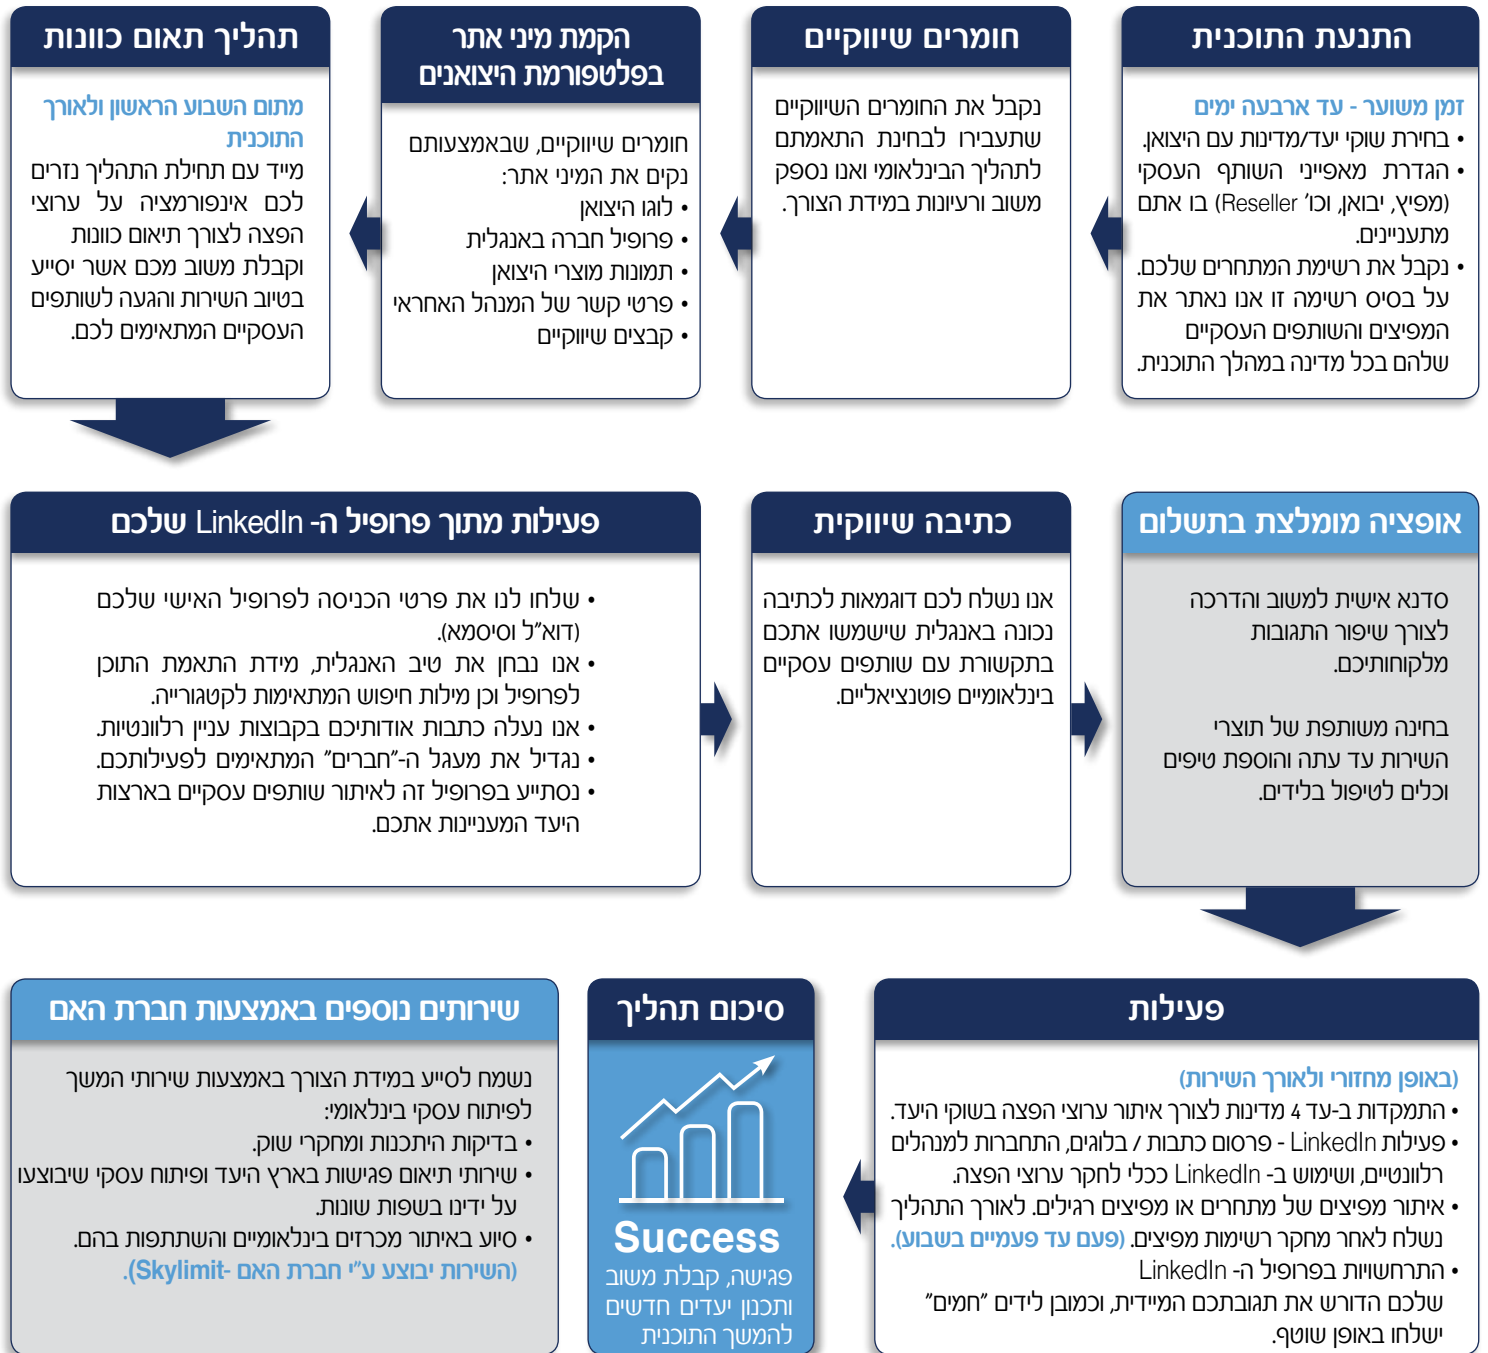 התנעת התוכנית
זמן משוער - עד ארבעה ימים
• בחירת שוקי יעד/מדינות עם היצואן.
• הגדרת מאפייני השותף העסקי
(מפיץ, יבואן, וכו' Reseller) בו אתם
מתעניינים.
• נקבל את רשימת המתחרים שלכם.
על בסיס רשימה זו אנו נאתר את
המפיצים והשותפים העסקיים
שלהם בכל מדינה במהלך התוכנית.
חומרים שיווקיים
נקבל את החומרים השיווקיים
שתעבירו לבחינת התאמתם
לתהליך הבינלאומי ואנו נספק
משוב ורעיונות במידת הצורך.
הקמת מיני אתר
בפלטפורמת היצואנים
חומרים שיווקיים, שבאמצעותם
נקים את המיני אתר:
• לוגו היצואן
• פרופיל חברה באנגלית
• תמונות מוצרי היצואן
• פרטי קשר של המנהל האחראי
• קבצים שיווקיים
תהליך תאום כוונות
מתום השבוע הראשון ולאורך
התוכנית
מייד עם תחילת התהליך נזרים
לכם אינפורמציה על ערוצי
הפצה לצורך תיאום כוונות
וקבלת משוב מכם אשר יסייע
בטיוב השירות והגעה לשותפים
העסקיים המתאימים לכם.
פעילות מתוך פרופיל ה- LinkedIn שלכם
• שלחו לנו את פרטי הכניסה לפרופיל האישי שלכם
(דוא"ל וסיסמא).
• אנו נבחן את טיב האנגלית, מידת התאמת התוכן
לפרופיל וכן מילות חיפוש המתאימות לקטגורייה.
• אנו נעלה כתבות אודותיכם בקבוצות עניין רלוונטיות.
• נגדיל את מעגל ה-"חברים" המתאימים לפעילותכם.
• נסתייע בפרופיל זה לאיתור שותפים עסקיים בארצות
היעד המעניינות אתכם.
כתיבה שיווקית
אנו נשלח לכם דוגמאות לכתיבה
נכונה באנגלית שישמשו אתכם
בתקשורת עם שותפים עסקיים
בינלאומיים פוטנציאליים.
אופציה מומלצת בתשלום
סדנא אישית למשוב והדרכה
לצורך שיפור התגובות
מלקוחותיכם.
בחינה משותפת של תוצרי
השירות עד עתה והוספת טיפים
וכלים לטיפול בלידים.
פעילות
(באופן מחזורי ולאורך השירות)
• התמקדות ב-עד 4 מדינות לצורך איתור ערוצי הפצה בשוקי היעד.
• פעילות LinkedIn - פרסום כתבות / בלוגים, התחברות למנהלים
רלוונטיים, ושימוש ב- LinkedIn ככלי לחקר ערוצי הפצה.
• איתור מפיצים של מתחרים או מפיצים רגילים. לאורך התהליך
נשלח לאחר מחקר רשימות מפיצים. (פעם עד פעמיים בשבוע).
• התרחשויות בפרופיל ה- LinkedIn
שלכם הדורש את תגובתכם המיידית, וכמובן לידים "חמים"
ישלחו באופן שוטף.
סיכום תהליך
Success
פגישה, קבלת משוב
ותכנון יעדים חדשים
להמשך התוכנית
שירותים נוספים באמצעות חברת האם
נשמח לסייע במידת הצורך באמצעות שירותי המשך
לפיתוח עסקי בינלאומי:
• בדיקות היתכנות ומחקרי שוק.
• שירותי תיאום פגישות בארץ היעד ופיתוח עסקי שיבוצעו
על ידינו בשפות שונות.
• סיוע באיתור מכרזים בינלאומיים והשתתפות בהם.
(השירות יבוצע ע"י חברת האם -Skylimit).